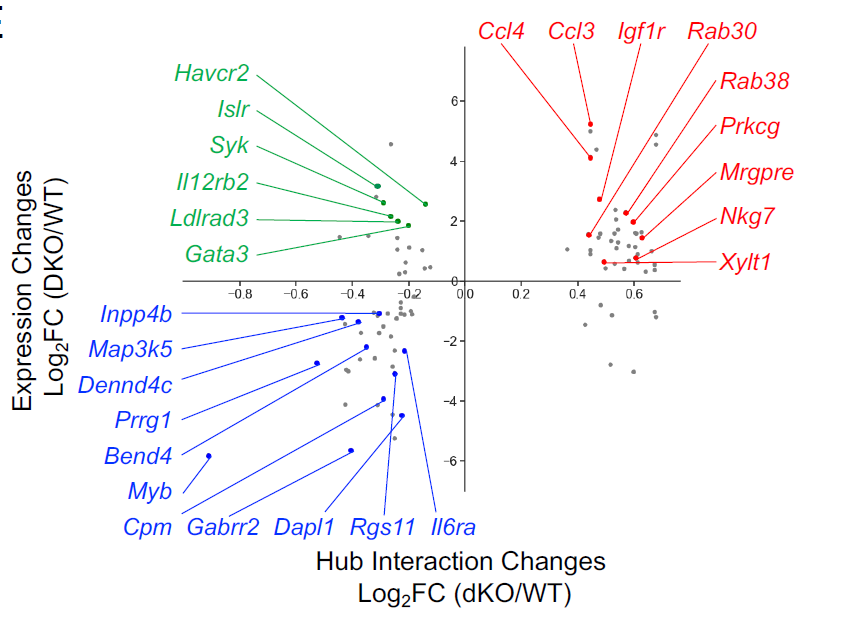 Ccl4 Ccl3 Igf1r Rab30
Havcr2
Rab38
Islr
Prkcg
Syk
Mrgpre
Il12rb2
Ldlrad3
Nkg7
Gata3
Xylt1
6
4
2
0
−2
−4
−6
−0.8 −0.6 −0.4 −0.2 0.0 0.2 0.4 0.6
Expression Changes
Log₂FC (DKO/WT)
Inpp4b
Map3k5
Dennd4c
Prrg1
Bend4
Myb
Cpm Gabrr2 Dapl1 Rgs11 Il6ra
Hub Interaction Changes
Log₂FC (dKO/WT)